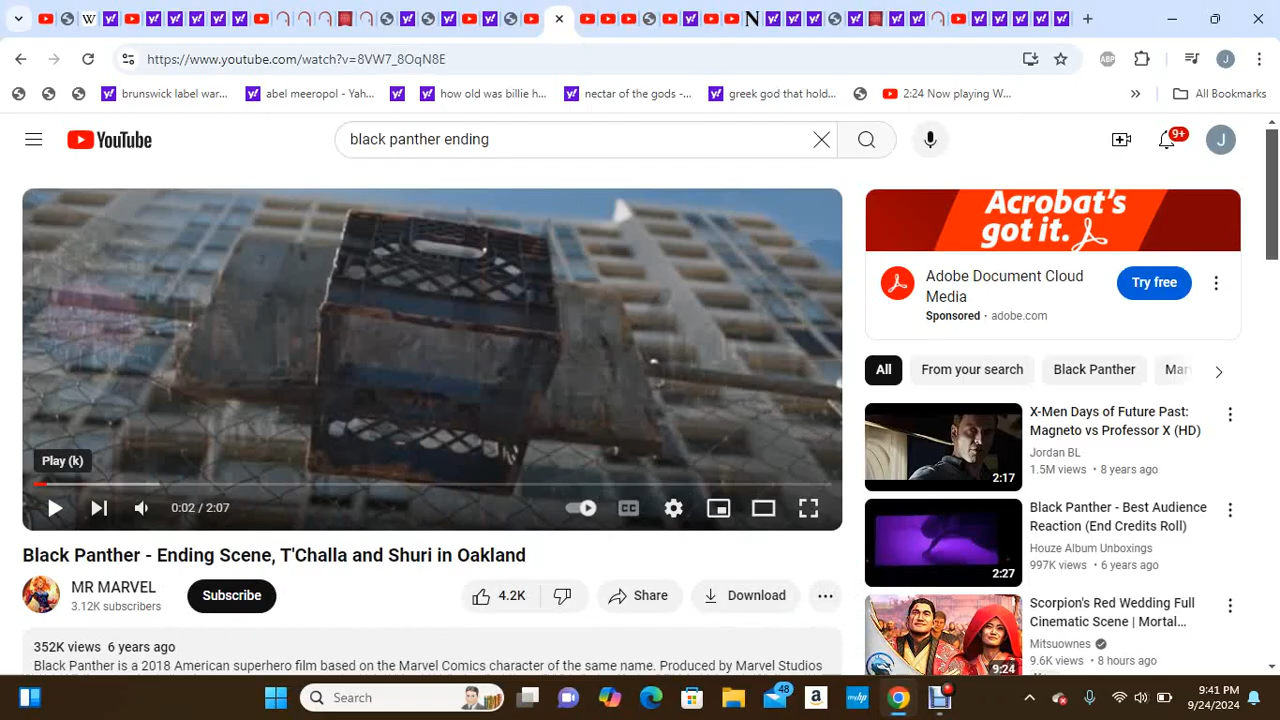 https://www.youtube.com/watch?v=8VW7_8OqN8E
ABP
J
brunswick label war...
abel meeropol - Yah...
how old was billie h...
nectar of the gods -...
greek god that hold...
2:24 Now playing W...
All Bookmarks
YouTube
black panther ending
9+
J
Acrobat's
got it.
Adobe Document Cloud
Media
Sponsored · adobe.com
Try free
All
From your search
Black Panther
Mar
X-Men Days of Future Past:
Magneto vs Professor X (HD)
Jordan BL
1.5M views • 8 years ago
2:17
Black Panther - Best Audience
Reaction (End Credits Roll)
Houze Album Unboxings
997K views • 6 years ago
2:27
Scorpion's Red Wedding Full
Cinematic Scene | Mortal...
Mitsuownes
9.6K views • 8 hours ago
9:24
Play (k)
0:02 / 2:07
Black Panther - Ending Scene, T'Challa and Shuri in Oakland
MR MARVEL
3.12K subscribers
Subscribe
4.2K
Share
Download
352K views 6 years ago
Black Panther is a 2018 American superhero film based on the Marvel Comics character of the same name. Produced by Marvel Studios
Search
48
9:41 PM
9/24/2024